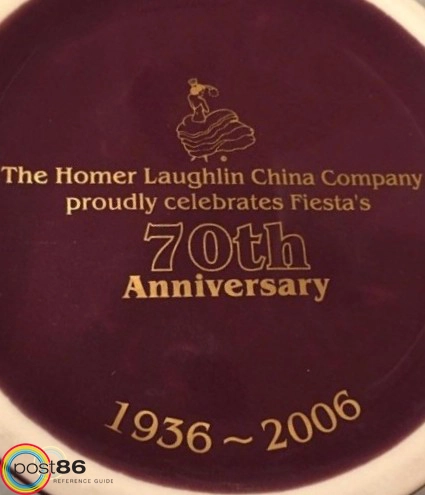 The Homer Laughlin China Company
proudly celebrates Fiesta's
70th
Anniversary
1936 ~ 2006
post86
REFERENCE GUIDE